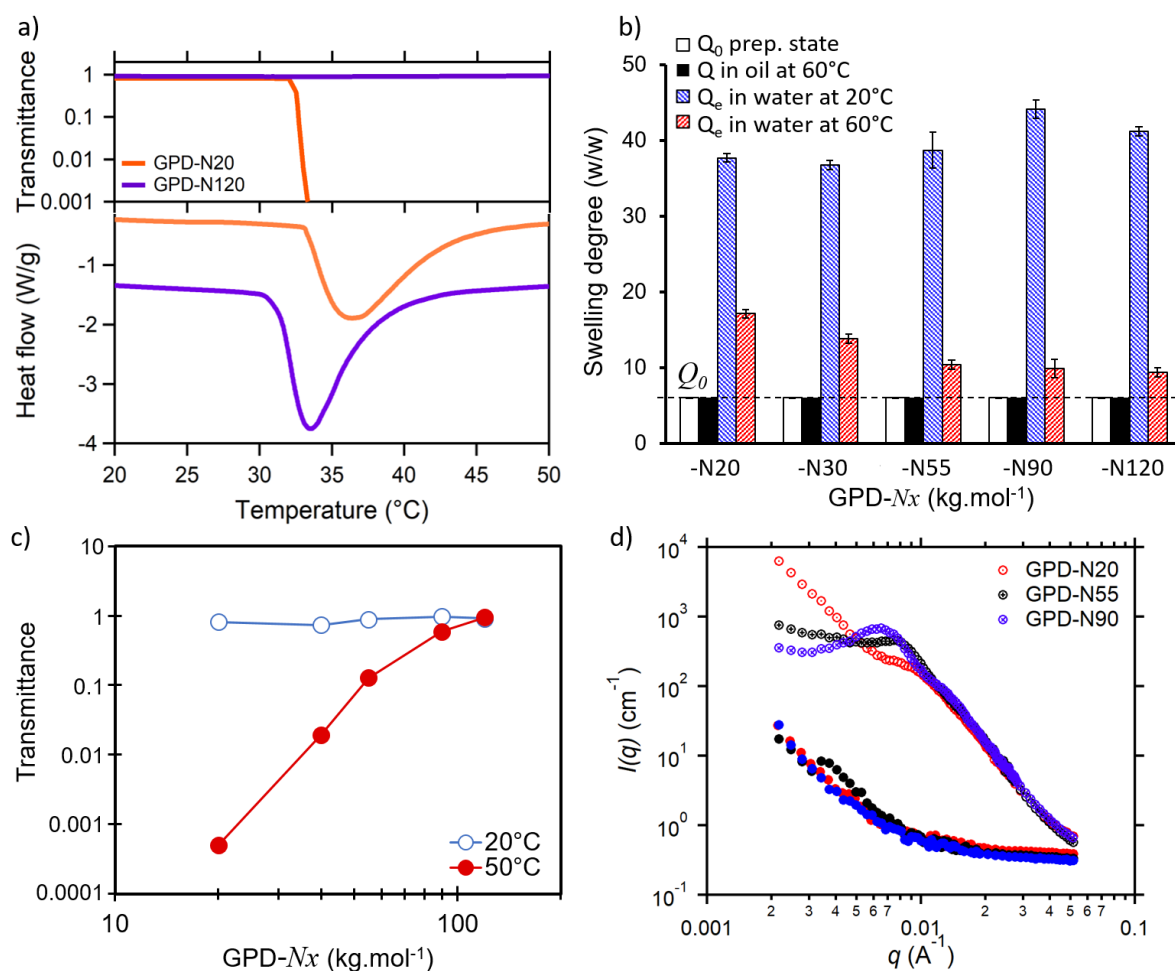 a)
Transmittance
1
0.1
0.01
0.001
GPD-N20
GPD-N120
Heat flow (W/g)
-1
-2
-3
-4
20 25 30 35 40 45 50
Temperature (°C)
b)
Q0 prep. state
Q in oil at 60°C
Qe in water at 20°C
Qe in water at 60°C
Swelling degree (w/w)
50
40
30
20
10
0
Q0
-N20 -N30 -N55 -N90 -N120
GPD-Nx (kg.mol-1)
c)
Transmittance
10
1
0.1
0.01
0.001
0.0001
20°C
50°C
10 100
GPD-Nx (kg.mol-1)
d)
I(q) (cm-1)
10^4
10^3
10^2
10^1
10^0
10^-1
GPD-N20
GPD-N55
GPD-N90
0.001 2 3 4 5 6 7 0.01 2 3 4 5 6 7 0.1
q (A-1)